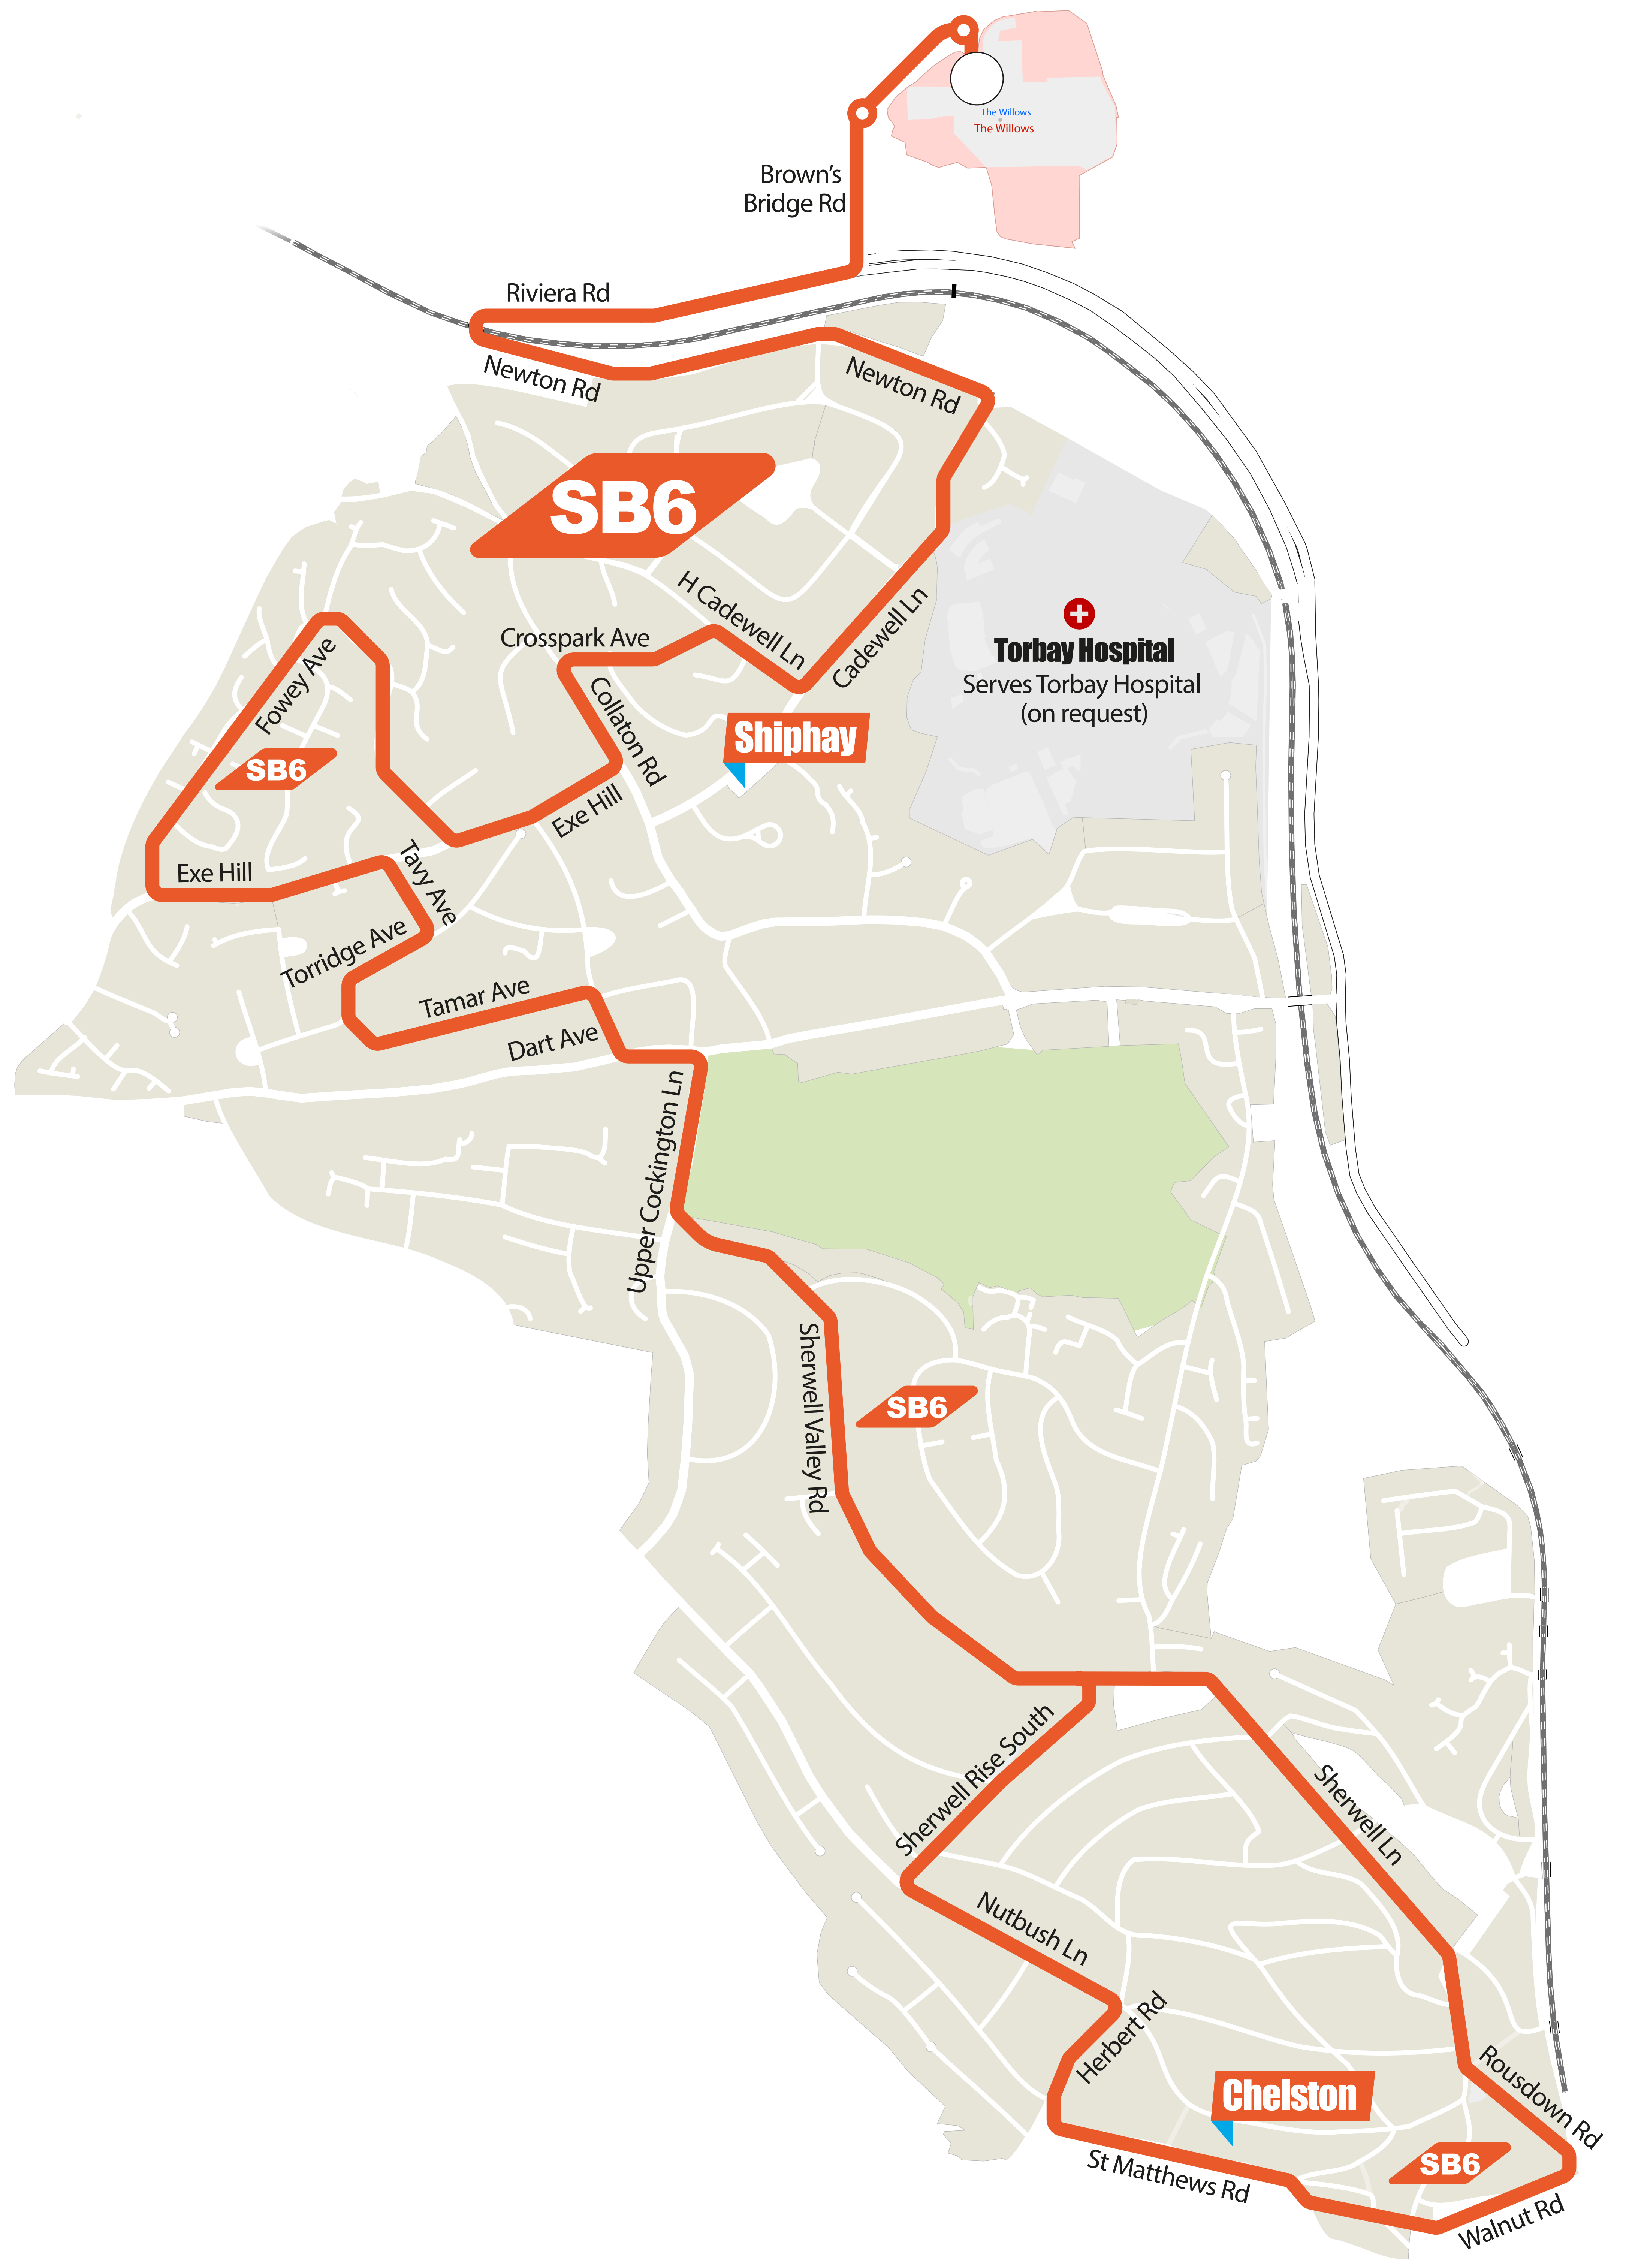 The Willows
The Willows
Brown's
Bridge Rd
Riviera Rd
Newton Rd
Newton Rd
SB6
H Cadewell Ln
Cadewell Ln
Crosspark Ave
Collaton Rd
Torbay Hospital
Serves Torbay Hospital
(on request)
Fowey Ave
Shiphay
SB6
Exe Hill
Exe Hill
Tavy Ave
Torridge Ave
Tamar Ave
Dart Ave
Upper Cockington Ln
Sherwell Valley Rd
SB6
Sherwell Rise South
Sherwell Ln
Nutbush Ln
Herbert Rd
Chelston
Rousdown Rd
SB6
St Matthews Rd
Walnut Rd